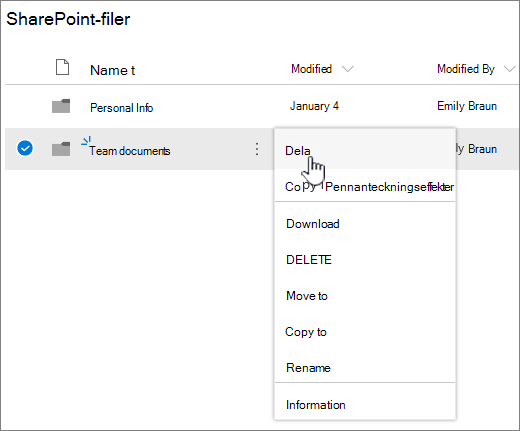 SharePoint-filer
Name t Modified Modified By
Personal Info January 4 Emily Braun
Team documents ly Braun
Dela
Copy Pennanteckningseffekter
Download
DELETE
Move to
Copy to
Rename
Information